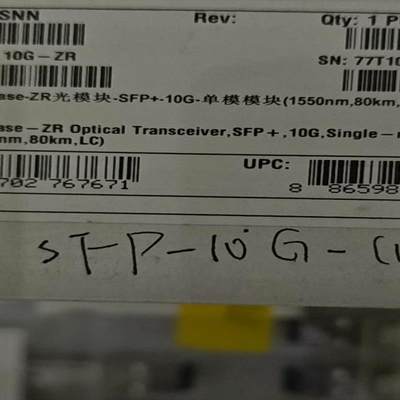 SNN Rev: Qty: 1 P
10G-ZR SN: 77T10
ase-ZR光模块-SFP+-10G-单模模块(1550nm,80km,
ase-ZR Optical Transceiver,SFP+,10G,Single-
nm,80km,LC)
UPC:
702 767671 8 86598
SFP-10G-